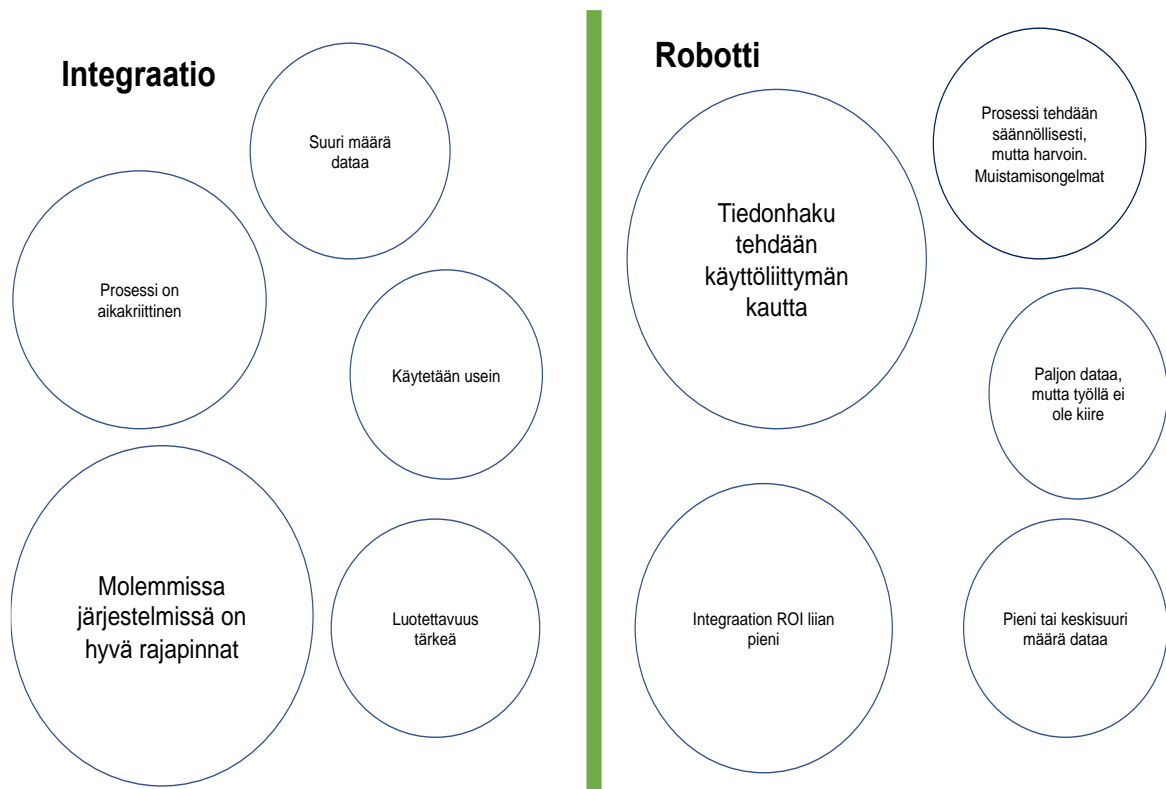 Integraatio
Suuri määrä
dataa
Prosessi on
aikakriittinen
Käytetään usein
Molemmissa
järjestelmissä on
hyvä rajapinnat
Luotettavuus
tärkeä
Robotti
Prosessi tehdään
säännöllisesti,
mutta harvoin.
Muistamisongelmat
Tiedonhaku
tehdään
käyttöliittymän
kautta
Paljon dataa,
mutta työllä ei
ole kiire
Integraation ROI liian
pieni
Pieni tai keskisuuri
määrä dataa